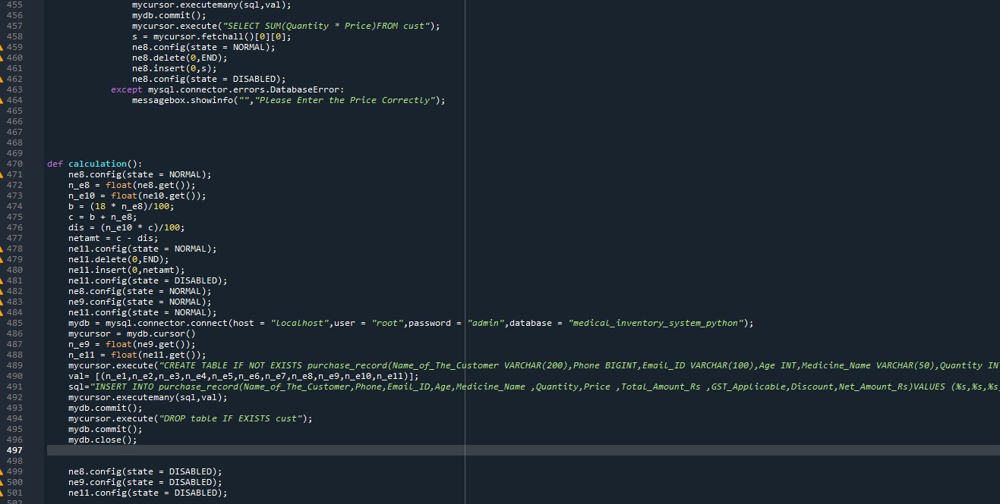 455 mycursor.executemany(sql,val);
456 mydb.commit();
457 mycursor.execute("SELECT SUM(Quantity * Price)FROM cust");
458 s = mycursor.fetchall()[0][0];
459 ne8.config(state = NORMAL);
460 ne8.delete(0,END);
461 ne8.insert(0,s);
462 ne8.config(state = DISABLED);
463 except mysql.connector.errors.DatabaseError:
464 messagebox.showinfo("","Please Enter the Price Correctly");
465
466
467
468
469
470 def calculation():
471 ne8.config(state = NORMAL);
472 n_e8 = float(ne8.get());
473 n_e10 = float(ne10.get());
474 b = (18 * n_e8)/100;
475 c = b + n_e8;
476 dis = (n_e10 * c)/100;
477 netamt = c - dis;
478 ne11.config(state = NORMAL);
479 ne11.delete(0,END);
480 ne11.insert(0,netamt);
481 ne11.config(state = DISABLED);
482 ne8.config(state = NORMAL);
483 ne9.config(state = NORMAL);
484 ne11.config(state = NORMAL);
485 mydb = mysql.connector.connect(host = "localhost",user = "root",password = "admin",database = "medical_inventory_system_python");
486 mycursor = mydb.cursor()
487 n_e9 = float(ne9.get());
488 n_e11 = float(ne11.get());
489 mycursor.execute("CREATE TABLE IF NOT EXISTS purchase_record(Name_of_The_Customer VARCHAR(200),Phone BIGINT,Email_ID VARCHAR(100),Age INT,Medicine_Name VARCHAR(50),Quantity IN
490 val= [(n_e1,n_e2,n_e3,n_e4,n_e5,n_e6,n_e7,n_e8,n_e9,n_e10,n_e11)];
491 sql="INSERT INTO purchase_record(Name_of_The_Customer,Phone,Email_ID,Age,Medicine_Name ,Quantity,Price ,Total_Amount_Rs ,GST_Applicable,Discount,Net_Amount_Rs)VALUES (%s,%s,%s
492 mycursor.executemany(sql,val);
493 mydb.commit();
494 mycursor.execute("DROP table IF EXISTS cust");
495 mydb.commit();
496 mydb.close();
497
498
499 ne8.config(state = DISABLED);
500 ne9.config(state = DISABLED);
501 ne11.config(state = DISABLED);